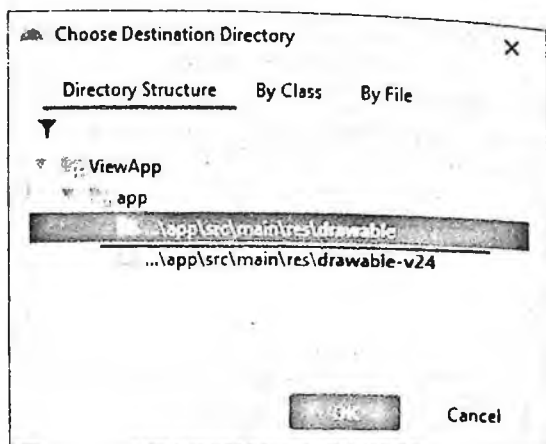 Choose Destination Directory
Directory Structure By Class By File
ViewApp
app
...\app\src\main\res\drawable
...\app\src\main\res\drawable-v24
OK Cancel